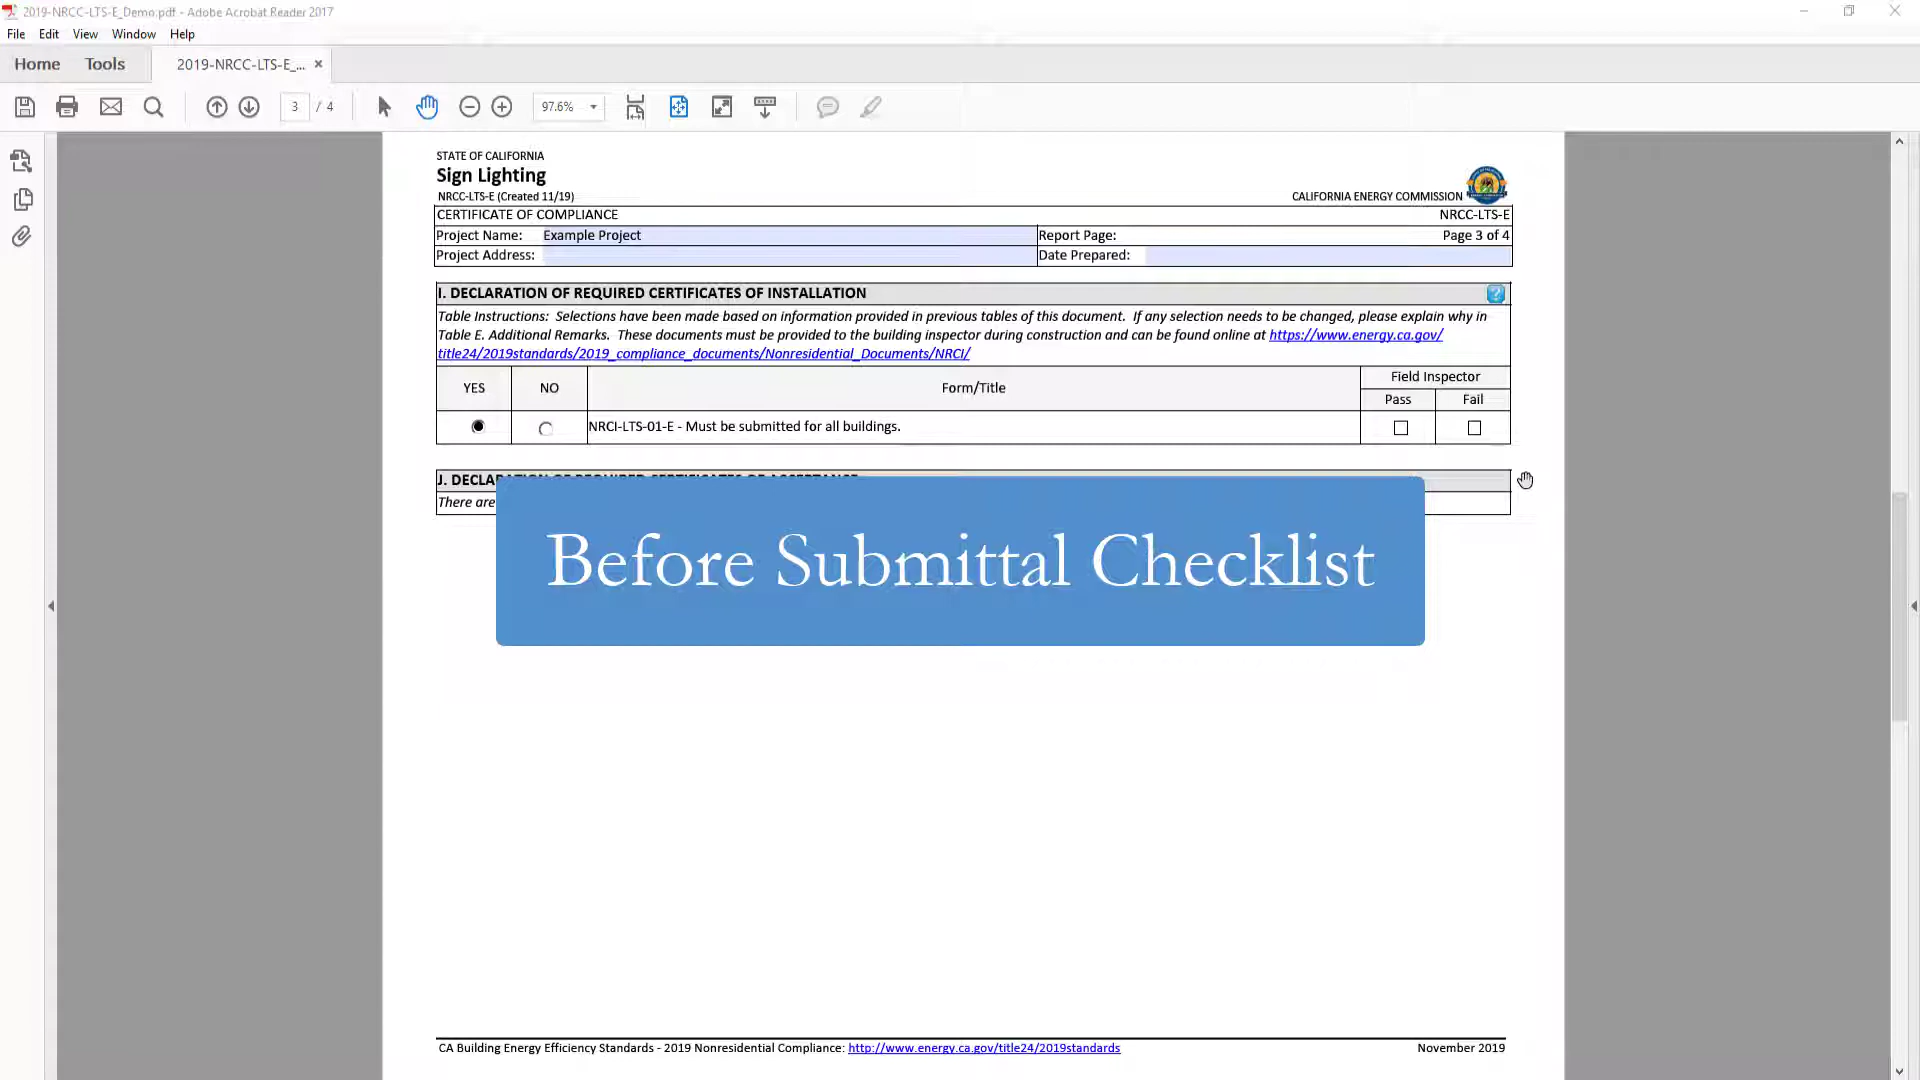 2019-NRCC-LTS-E_Demo.pdf - Adobe Acrobat Reader 2017
File Edit View Window Help
Home Tools 2019-NRCC-LTS-E_... ×
3 / 4 97.6%
STATE OF CALIFORNIA
Sign Lighting
NRCC-LTS-E (Created 11/19) CALIFORNIA ENERGY COMMISSION
CERTIFICATE OF COMPLIANCE NRCC-LTS-E
Project Name: Example Project Report Page: Page 3 of 4
Project Address: Date Prepared:
I. DECLARATION OF REQUIRED CERTIFICATES OF INSTALLATION ?
Table Instructions: Selections have been made based on information provided in previous tables of this document. If any selection needs to be changed, please explain why in
Table E. Additional Remarks. These documents must be provided to the building inspector during construction and can be found online at https://www.energy.ca.gov/
title24/2019standards/2019_compliance_documents/Nonresidential_Documents/NRCI/
YES NO Form/Title Field Inspector
Pass Fail
NRCI-LTS-01-E - Must be submitted for all buildings.
J. DECLARATION OF REQUIRED CERTIFICATES OF ACCEPTANCE
There are
Before Submittal Checklist
CA Building Energy Efficiency Standards - 2019 Nonresidential Compliance: http://www.energy.ca.gov/title24/2019standards November 2019